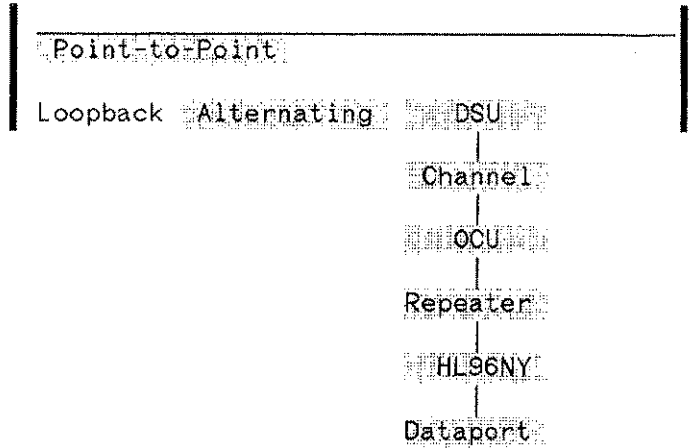 Point-to-Point
Loopback Alternating DSU
Channel
OCU
Repeater
HL96NY
Dataport